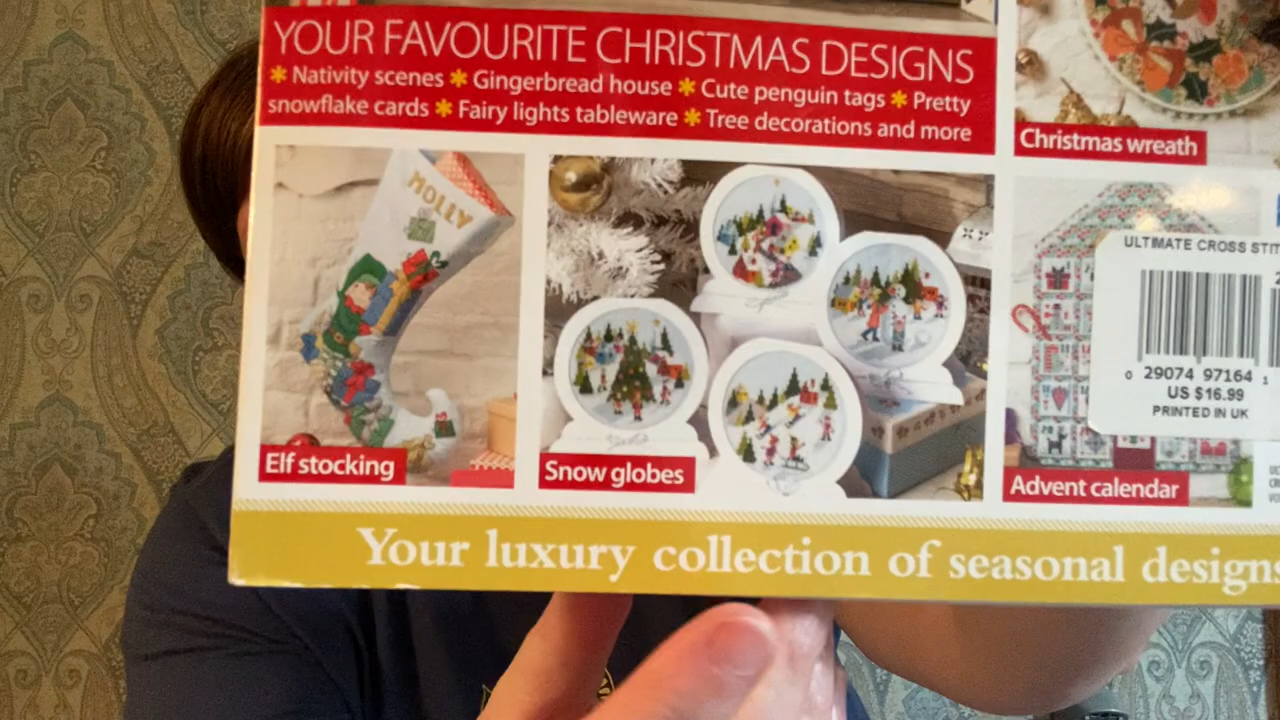 YOUR FAVOURITE CHRISTMAS DESIGNS
* Nativity scenes * Gingerbread house * Cute penguin tags * Pretty
snowflake cards * Fairy lights tableware * Tree decorations and more
Christmas wreath
MOLLY
ULTIMATE CROSS STIT
0 29074 97164 1
US $16.99
PRINTED IN UK
Elf stocking
Snow globes
Advent calendar
Your luxury collection of seasonal designs